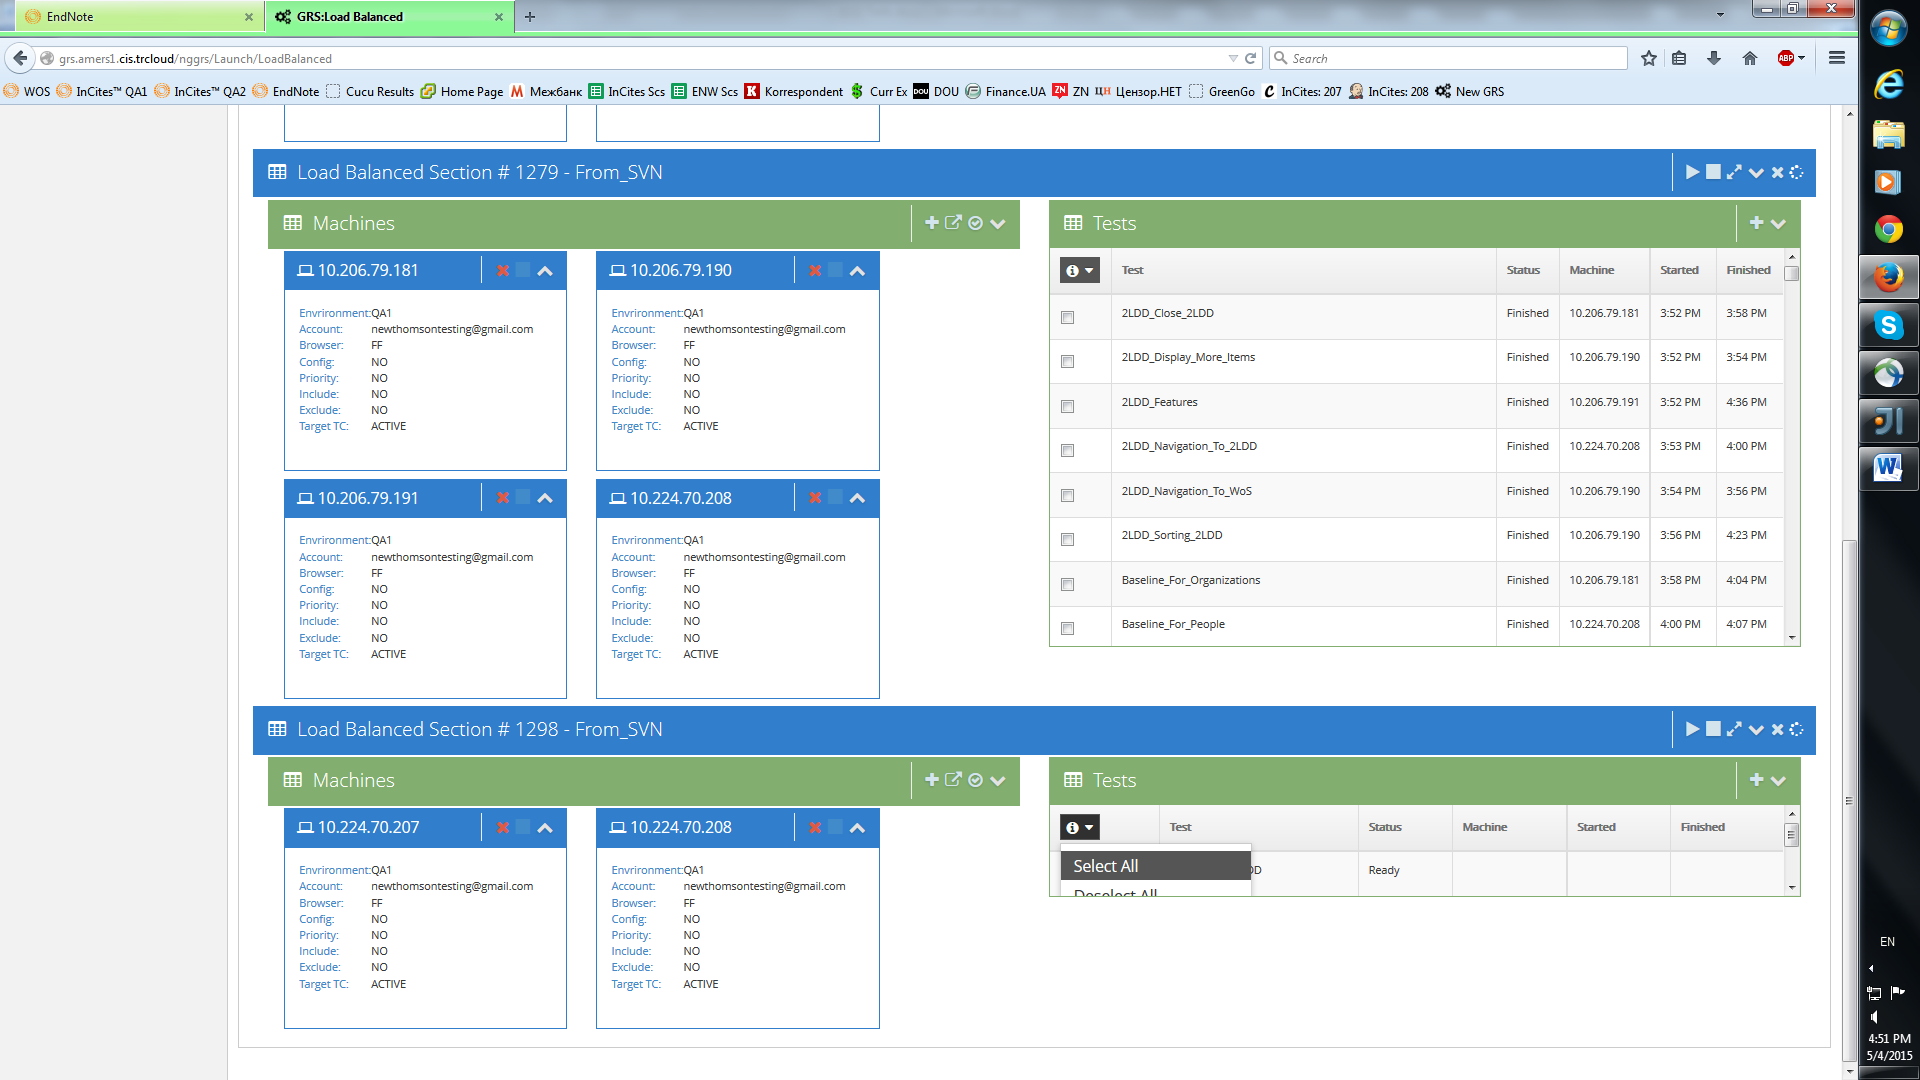 EndNote
GRS:Load Balanced
grs.amers1.cis.trcloud/nggrs/Launch/LoadBalanced
Search
ABP
WOS InCites™ QA1 InCites™ QA2 EndNote Cucu Results Home Page Межбанк InCites Scs ENW Scs Korrespondent Curr Ex DOU Finance.UA ZN Цензор.НЕТ GreenGo InCites: 207 InCites: 208 New GRS
Load Balanced Section # 1279 - From_SVN
Machines
10.206.79.181
Envrironment:QA1
Account: newthomsontesting@gmail.com
Browser: FF
Config: NO
Priority: NO
Include: NO
Exclude: NO
Target TC: ACTIVE
10.206.79.190
Envrironment:QA1
Account: newthomsontesting@gmail.com
Browser: FF
Config: NO
Priority: NO
Include: NO
Exclude: NO
Target TC: ACTIVE
10.206.79.191
Envrironment:QA1
Account: newthomsontesting@gmail.com
Browser: FF
Config: NO
Priority: NO
Include: NO
Exclude: NO
Target TC: ACTIVE
10.224.70.208
Envrironment:QA1
Account: newthomsontesting@gmail.com
Browser: FF
Config: NO
Priority: NO
Include: NO
Exclude: NO
Target TC: ACTIVE
Tests
Test Status Machine Started Finished
2LDD_Close_2LDD Finished 10.206.79.181 3:52 PM 3:58 PM
2LDD_Display_More_Items Finished 10.206.79.190 3:52 PM 3:54 PM
2LDD_Features Finished 10.206.79.191 3:52 PM 4:36 PM
2LDD_Navigation_To_2LDD Finished 10.224.70.208 3:53 PM 4:00 PM
2LDD_Navigation_To_WoS Finished 10.206.79.190 3:54 PM 3:56 PM
2LDD_Sorting_2LDD Finished 10.206.79.190 3:56 PM 4:23 PM
Baseline_For_Organizations Finished 10.206.79.181 3:58 PM 4:04 PM
Baseline_For_People Finished 10.224.70.208 4:00 PM 4:07 PM
Load Balanced Section # 1298 - From_SVN
Machines
10.224.70.207
Envrironment:QA1
Account: newthomsontesting@gmail.com
Browser: FF
Config: NO
Priority: NO
Include: NO
Exclude: NO
Target TC: ACTIVE
10.224.70.208
Envrironment:QA1
Account: newthomsontesting@gmail.com
Browser: FF
Config: NO
Priority: NO
Include: NO
Exclude: NO
Target TC: ACTIVE
Tests
Test Status Machine Started Finished
Select All
DD Ready
Deselect All
EN
4:51 PM
5/4/2015